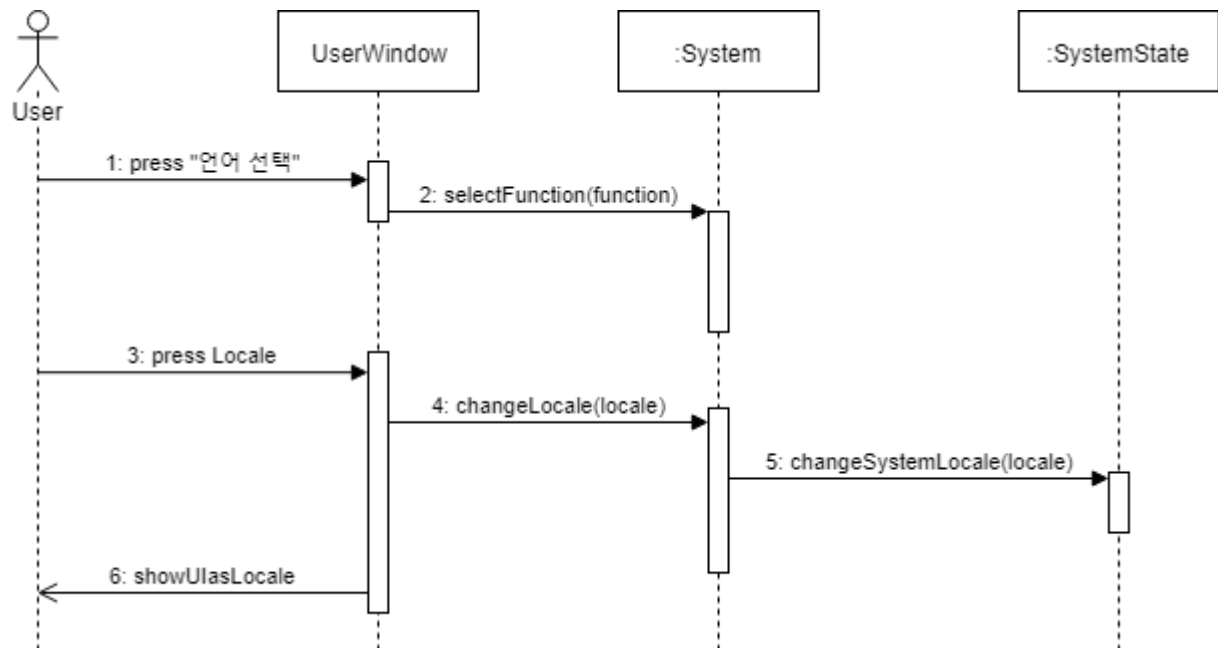 UserWindow
:System
:SystemState
User
1: press "언어 선택"
2: selectFunction(function)
3: press Locale
4: changeLocale(locale)
5: changeSystemLocale(locale)
6: showUIasLocale